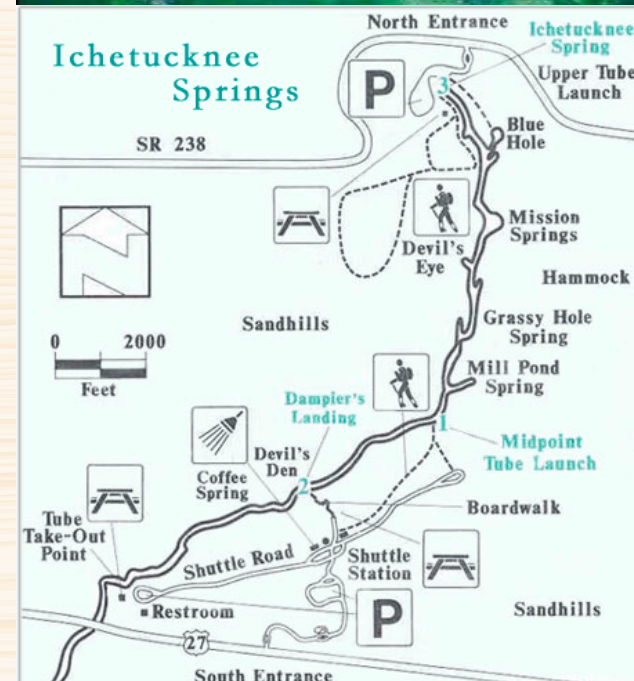 North Entrance
Ichetucknee
Spring
Ichetucknee
Springs
P
3
Upper Tube
Launch
Blue
Hole
SR 238
Mission
Springs
Devil's
Eye
Hammock
0 2000
Feet
Sandhills
Grassy Hole
Spring
Mill Pond
Spring
Dampier's
Landing
1
Midpoint
Tube Launch
Devil's
Den
Coffee
Spring
2
Boardwalk
Tube
Take-Out
Point
Shuttle Road
Shuttle
Station
Restroom
P
Sandhills
27
South Entrance